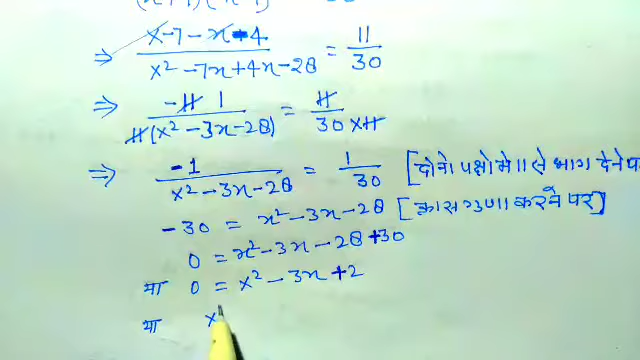 ⇒ x-7-x-4 / x²-7x+4x-28 = 11/30
⇒ -11 1 / 11(x²-3x-28) = 11 / 30×11
⇒ -1 / x²-3x-28 = 1/30 [दोनो पक्षो मे 11 से भाग देने प
-30 = x²-3x-28 [क्रास गुणा करने पर]
0 = x²-3x-28+30
या 0 = x²-3x+2
या x